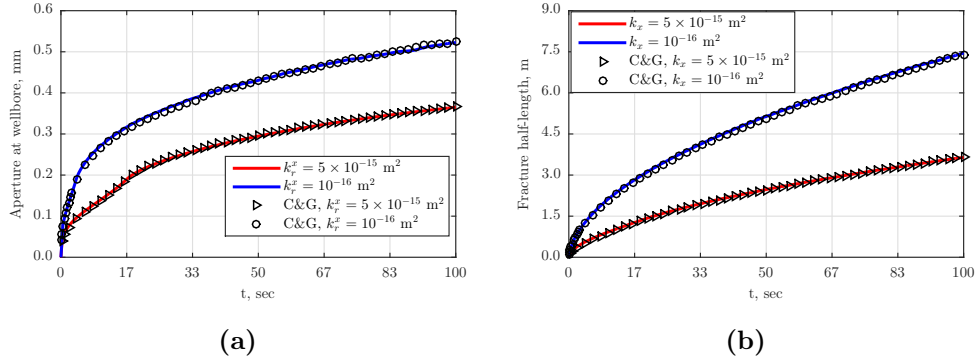 (a)
Aperture at wellbore, mm
0.6
0.5
0.4
0.3
0.2
0.1
0.0
0 17 33 50 67 83 100
t, sec
k_r^x = 5 × 10^{-15} m^2
k_r^x = 10^{-16} m^2
C&G, k_r^x = 5 × 10^{-15} m^2
C&G, k_r^x = 10^{-16} m^2
(b)
Fracture half-length, m
9.0
7.5
6.0
4.5
3.0
1.5
0.0
0 17 33 50 67 83 100
t, sec
k_x = 5 × 10^{-15} m^2
k_x = 10^{-16} m^2
C&G, k_x = 5 × 10^{-15} m^2
C&G, k_x = 10^{-16} m^2